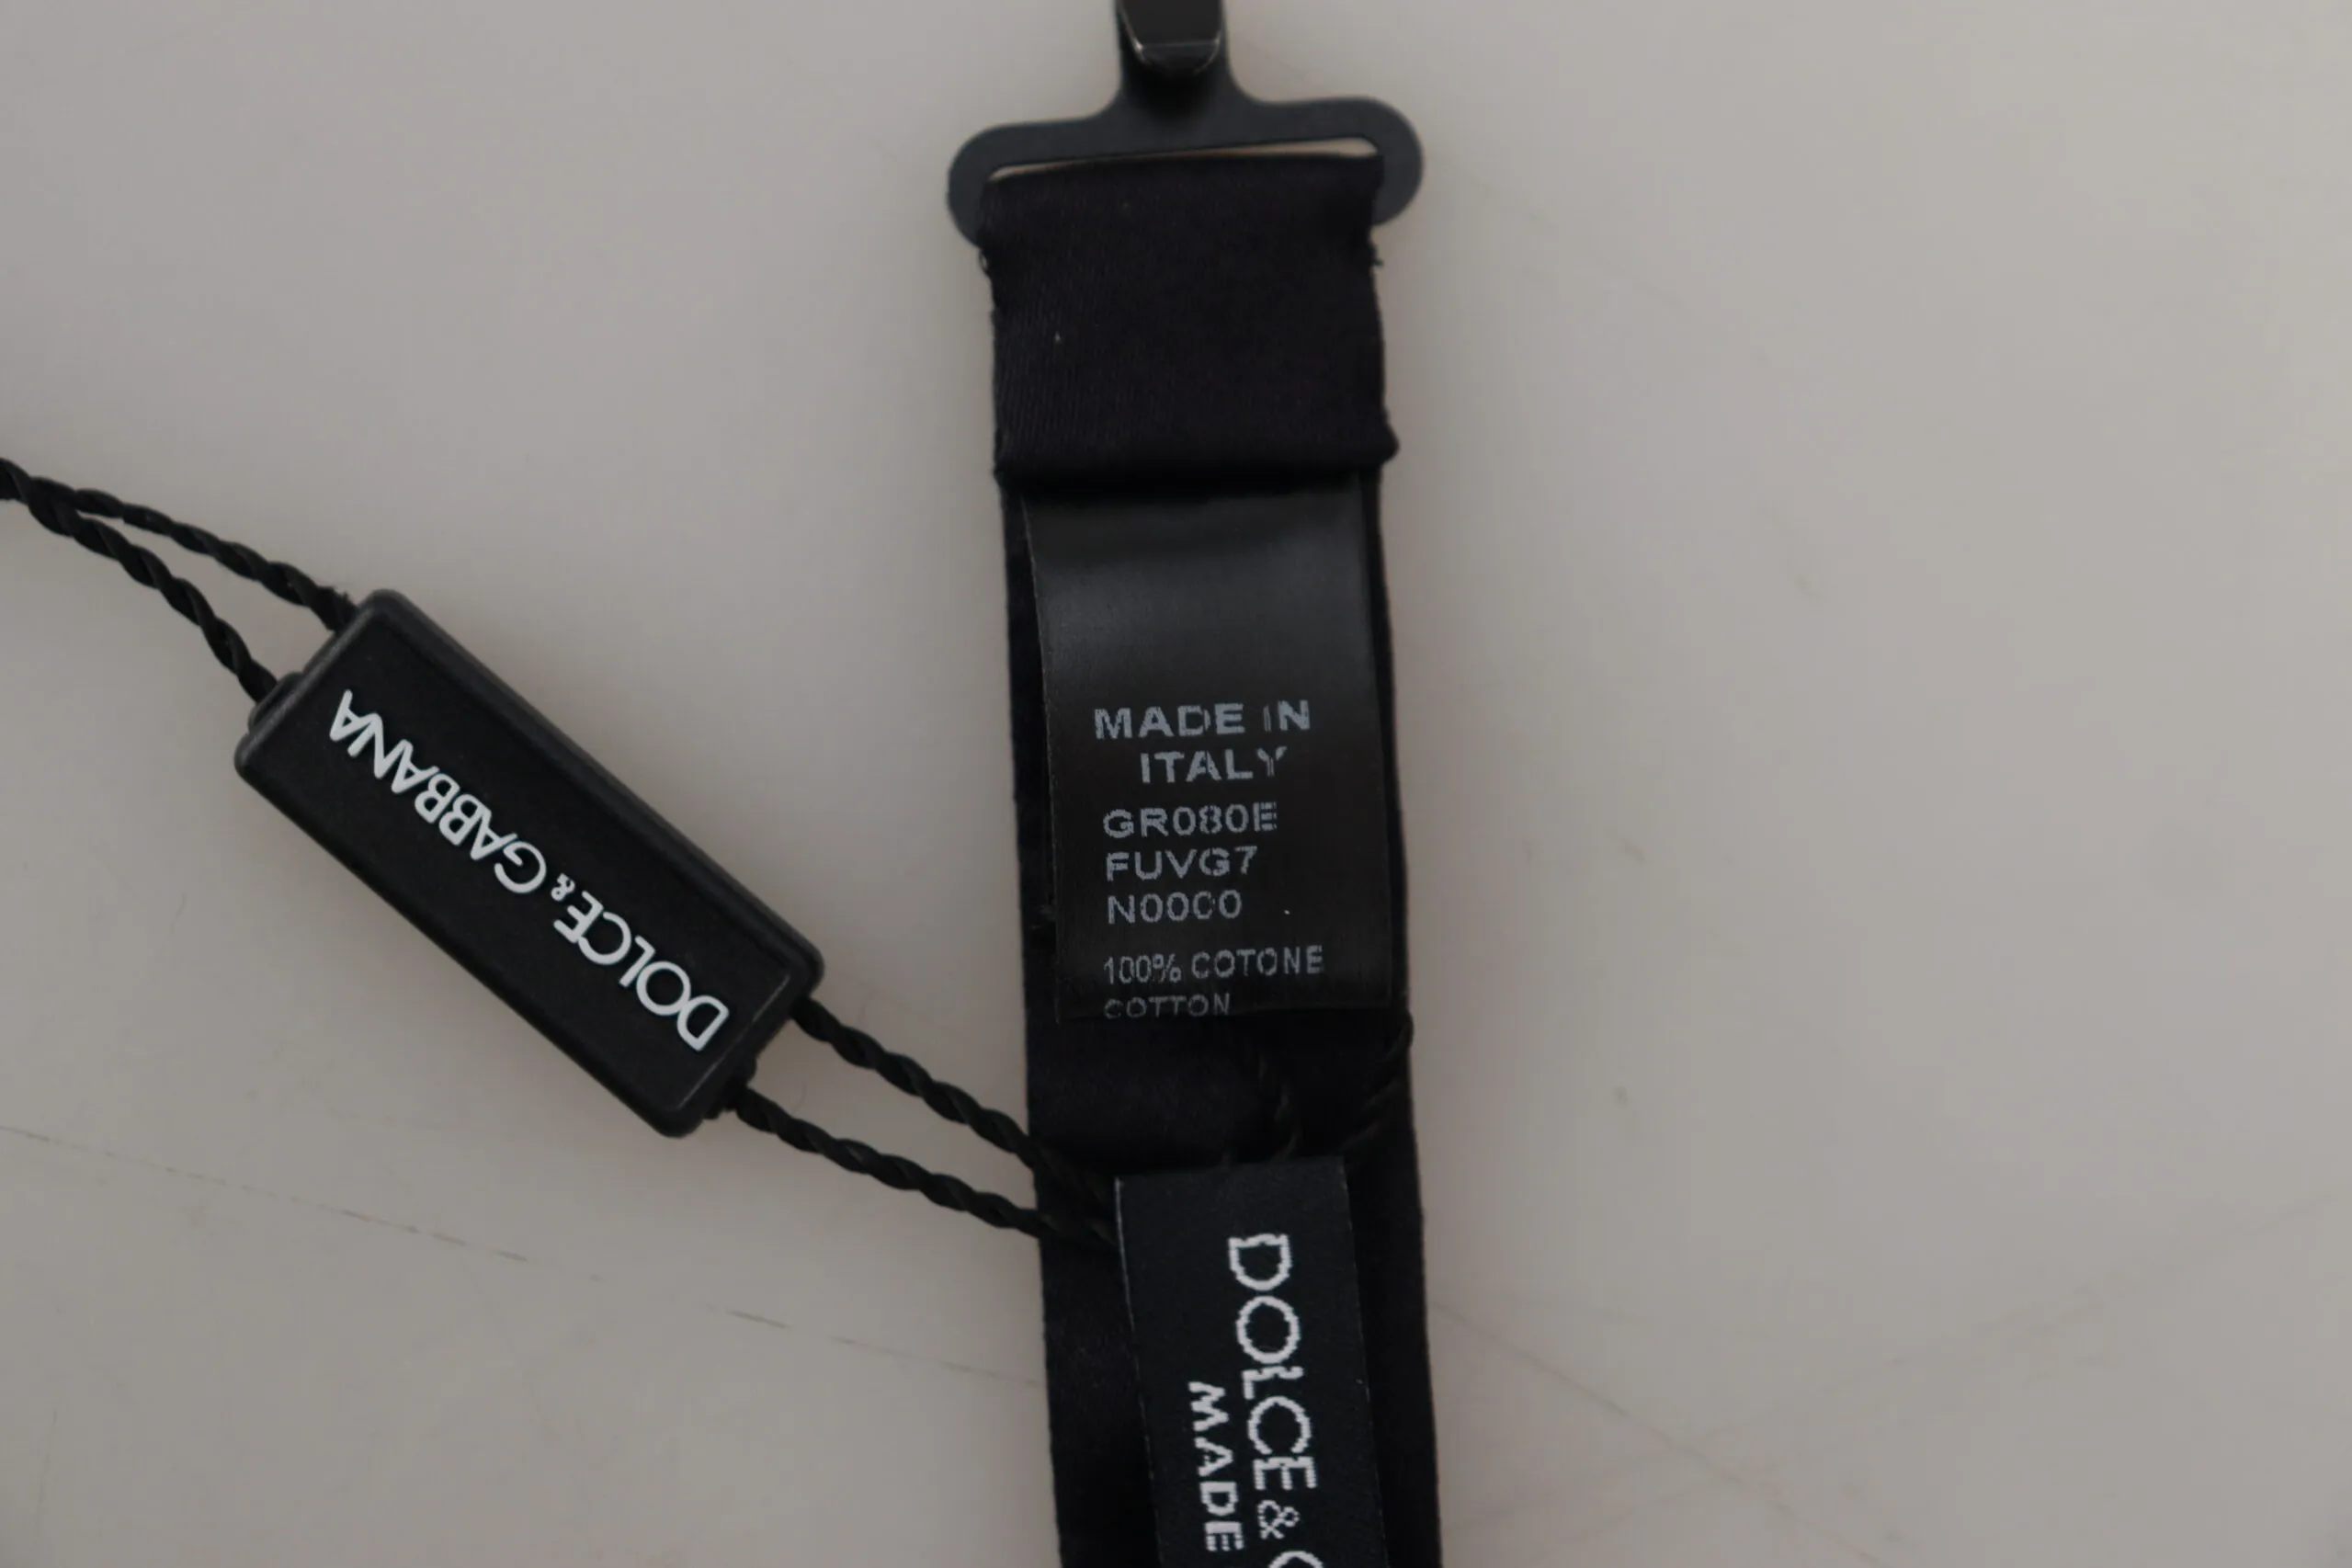 MADE IN
ITALY
GR080E
FUVG7
N0000
100% COTONE
COTTON
DOLCE & GABBANA
DOLCE & G
MADE